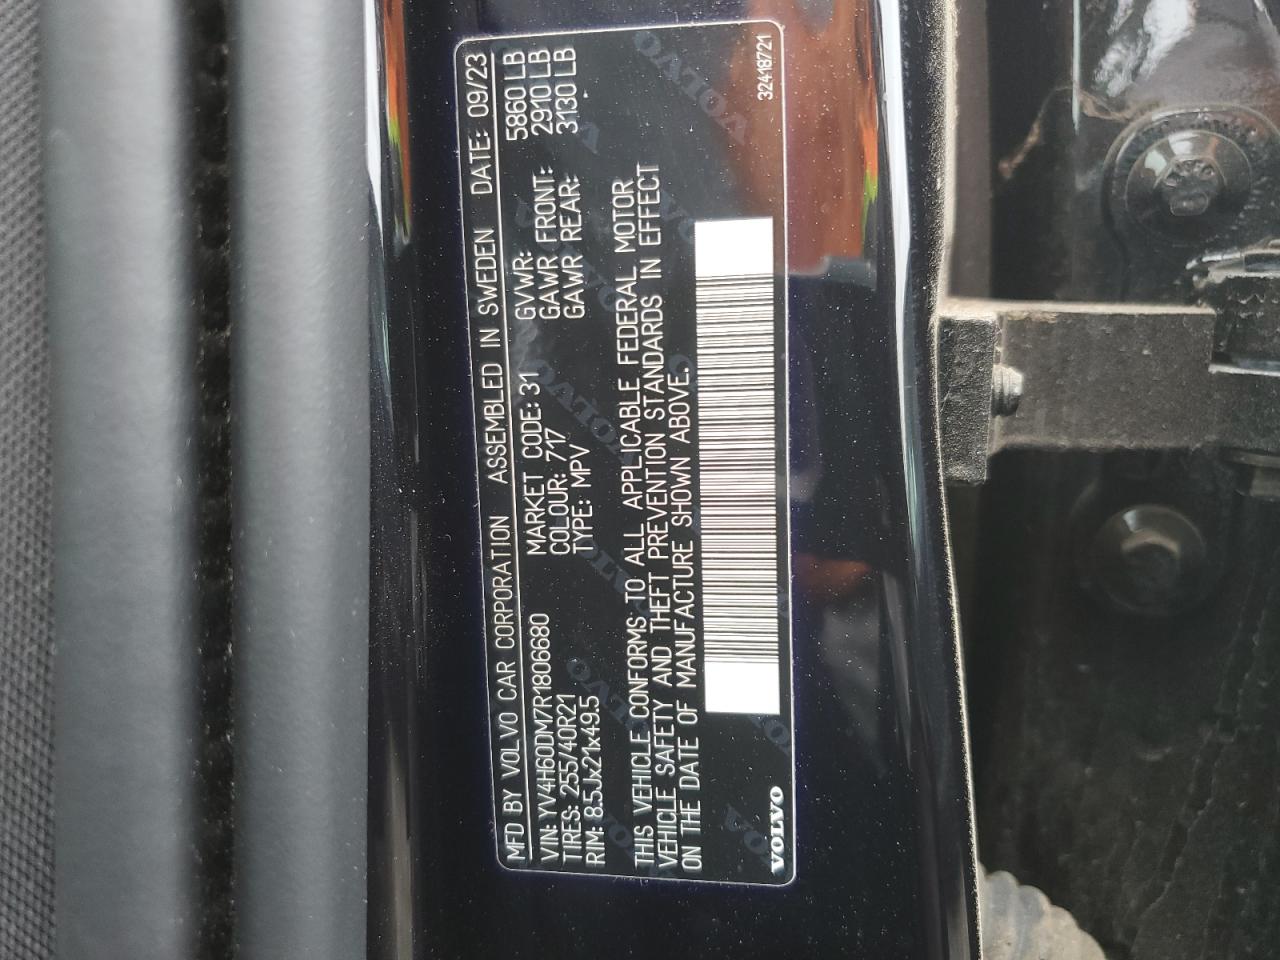 MFD BY VOLVO CAR CORPORATION ASSEMBLED IN SWEDEN DATE: 09/23
VIN: YV4H60DM7R1806680 MARKET CODE: 31 GVWR: 5860 LB
TIRES: 255/40R21 COLOUR: 717 GAWR FRONT: 2910 LB
RIM: 8.5Jx21x49.5 TYPE: MPV GAWR REAR: 3130 LB
THIS VEHICLE CONFORMS TO ALL APPLICABLE FEDERAL MOTOR
VEHICLE SAFETY AND THEFT PREVENTION STANDARDS IN EFFECT
ON THE DATE OF MANUFACTURE SHOWN ABOVE.
VOLVO 32418721